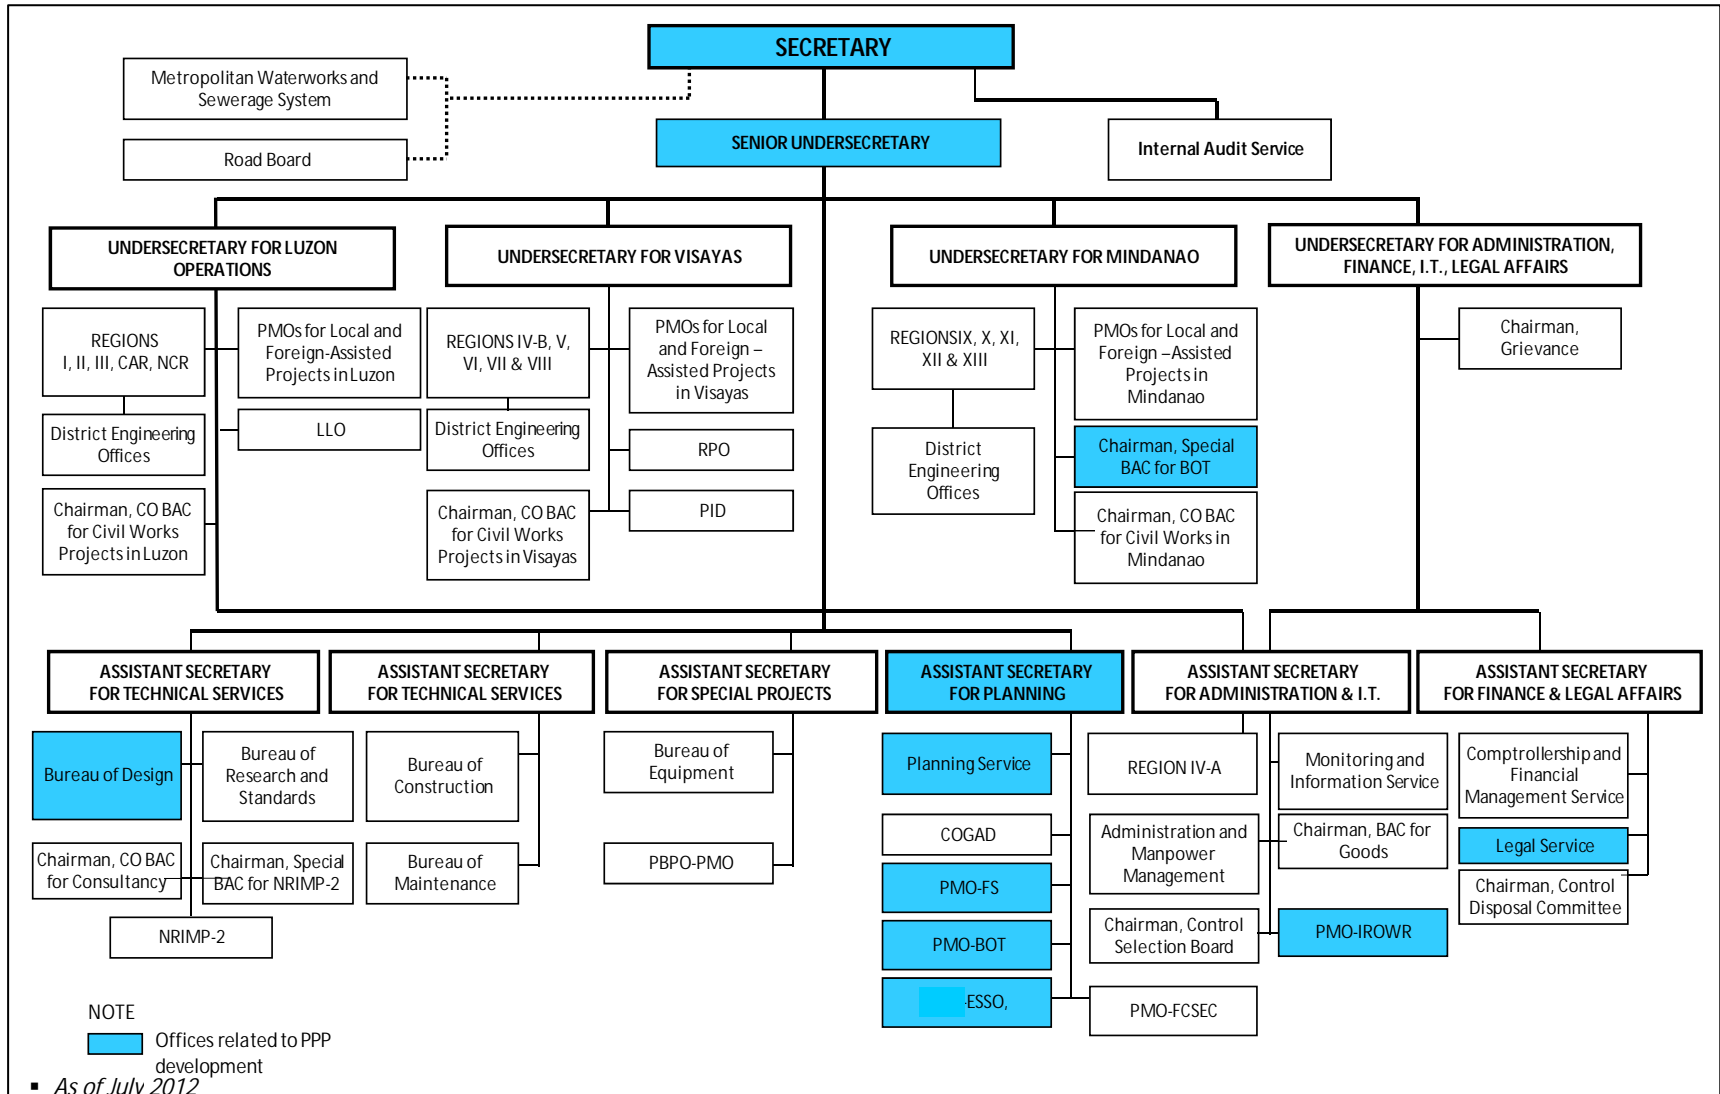 SECRETARY
Metropolitan Waterworks and
Sewerage System
Road Board
SENIOR UNDERSECRETARY
Internal Audit Service
UNDERSECRETARY FOR LUZON
OPERATIONS
UNDERSECRETARY FOR VISAYAS
UNDERSECRETARY FOR MINDANAO
UNDERSECRETARY FOR ADMINISTRATION,
FINANCE, I.T., LEGAL AFFAIRS
REGIONS
I, II, III, CAR, NCR
PMOs for Local and
Foreign-Assisted
Projects in Luzon
District Engineering
Offices
LLO
Chairman, CO BAC
for Civil Works
Projects in Luzon
REGIONS IV-B, V,
VI, VII & VIII
PMOs for Local
and Foreign –
Assisted Projects
in Visayas
District Engineering
Offices
RPO
Chairman, CO BAC
for Civil Works
Projects in Visayas
PID
REGIONSIX, X, XI,
XII & XIII
PMOs for Local and
Foreign –Assisted
Projects in
Mindanao
District
Engineering
Offices
Chairman, Special
BAC for BOT
Chairman, CO BAC
for Civil Works in
Mindanao
Chairman,
Grievance
ASSISTANT SECRETARY
FOR TECHNICAL SERVICES
ASSISTANT SECRETARY
FOR TECHNICAL SERVICES
ASSISTANT SECRETARY
FOR SPECIAL PROJECTS
ASSISTANT SECRETARY
FOR PLANNING
ASSISTANT SECRETARY
FOR ADMINISTRATION & I.T.
ASSISTANT SECRETARY
FOR FINANCE & LEGAL AFFAIRS
Bureau of Design
Bureau of
Research and
Standards
Chairman, CO BAC
for Consultancy
Chairman, Special
BAC for NRIMP-2
NRIMP-2
Bureau of
Construction
Bureau of
Maintenance
Bureau of
Equipment
PBPO-PMO
Planning Service
COGAD
PMO-FS
PMO-BOT
-ESSO,
PMO-FCSEC
REGION IV-A
Monitoring and
Information Service
Administration and
Manpower
Management
Chairman, BAC for
Goods
Chairman, Control
Selection Board
PMO-IROWR
Comptrollership and
Financial
Management Service
Legal Service
Chairman, Control
Disposal Committee
NOTE
Offices related to PPP
development
▪ As of July 2012